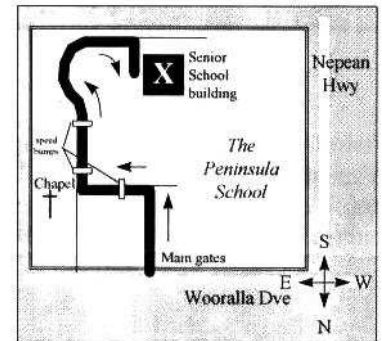 X
Senior
School
building
Nepean
Hwy
speed
bumps
The
Peninsula
School
Chapel
Main gates
Wooralla Dve
S
E
W
N